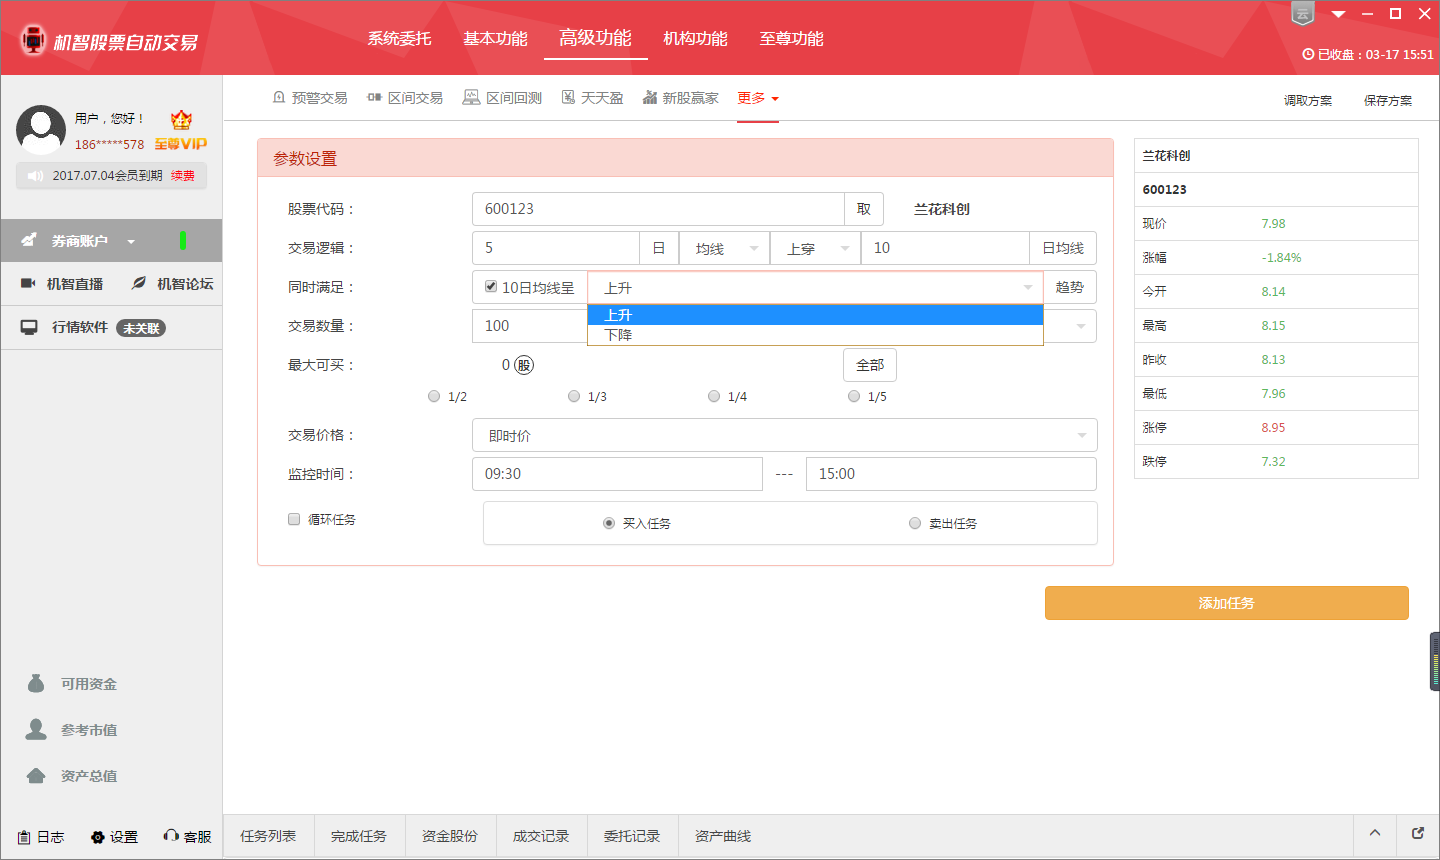 云
机智股票自动交易
系统委托 基本功能 高级功能 机构功能 至尊功能
已收盘：03-17 15:51
用户，您好！
186*****578 至尊VIP
2017.07.04会员到期 续费
券商账户
机智直播 机智论坛
行情软件 未关联
可用资金
参考市值
资产总值
日志 设置 客服
预警交易 区间交易 区间回测 天天盈 新股赢家 更多
调取方案 保存方案
参数设置
股票代码： 600123 取 兰花科创
交易逻辑： 5 日 均线 上穿 10 日均线
同时满足： 10日均线呈 上升 趋势
上升
下降
交易数量： 100
最大可买： 0 股 全部
1/2 1/3 1/4 1/5
交易价格： 即时价
监控时间： 09:30 --- 15:00
循环任务 买入任务 卖出任务
兰花科创
600123
现价 7.98
涨幅 -1.84%
今开 8.14
最高 8.15
昨收 8.13
最低 7.96
涨停 8.95
跌停 7.32
添加任务
任务列表 完成任务 资金股份 成交记录 委托记录 资产曲线